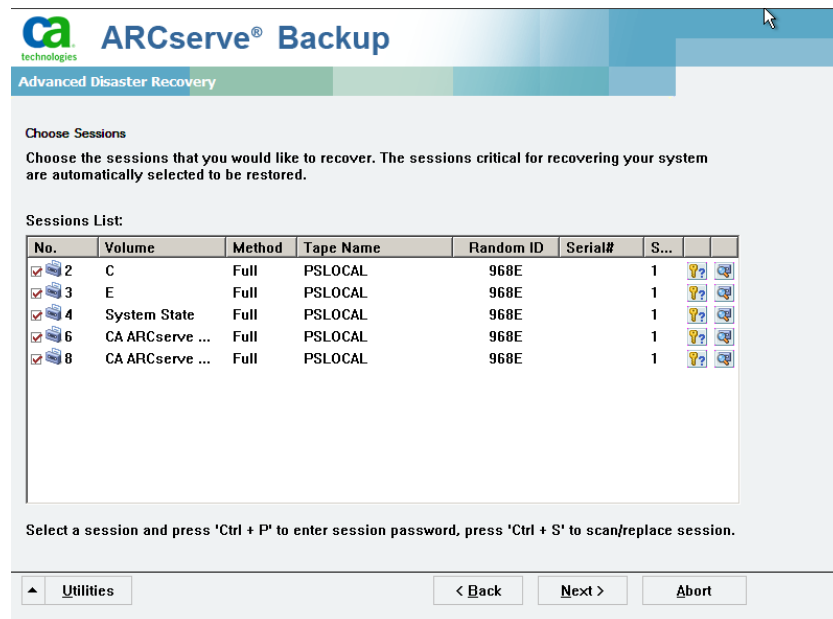 ca
technologies
ARCserve® Backup
Advanced Disaster Recovery
Choose Sessions
Choose the sessions that you would like to recover. The sessions critical for recovering your system
are automatically selected to be restored.
Sessions List:
No. Volume Method Tape Name Random ID Serial# S...
2 C Full PSLOCAL 968E 1
3 E Full PSLOCAL 968E 1
4 System State Full PSLOCAL 968E 1
6 CA ARCserve ... Full PSLOCAL 968E 1
8 CA ARCserve ... Full PSLOCAL 968E 1
Select a session and press 'Ctrl + P' to enter session password, press 'Ctrl + S' to scan/replace session.
Utilities < Back Next > Abort